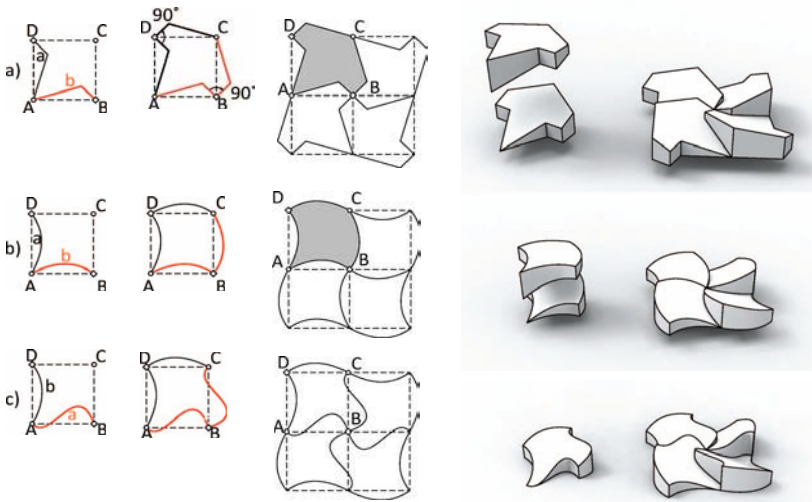 D C D 90° C D C
a b
a) A B A 90° B A B
D C D C D C
a
b) b A B
A B A B
D C D C D C
b
c) a A B
A B A B